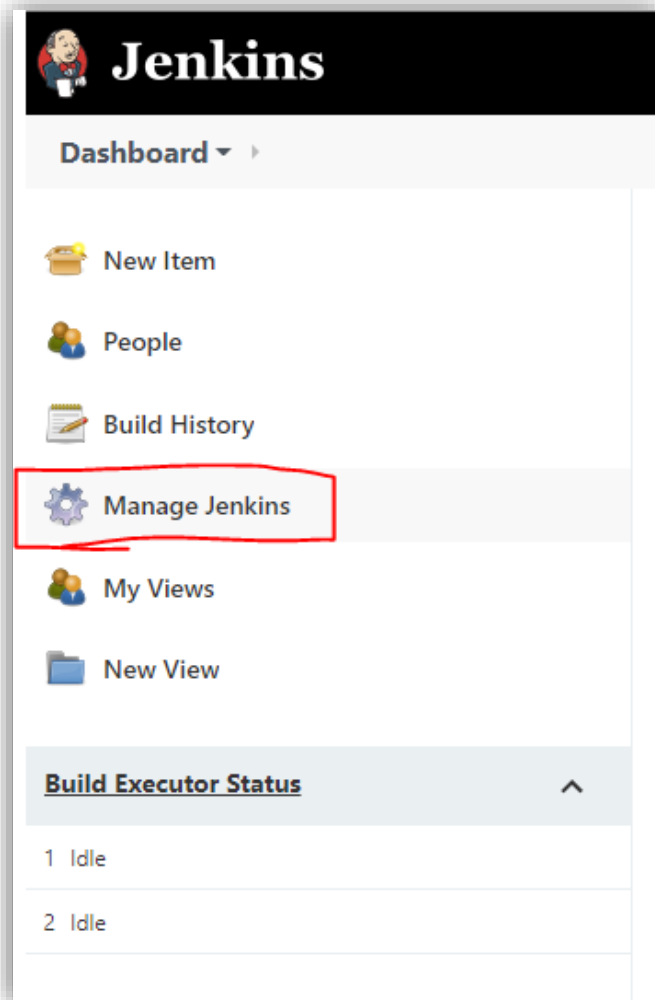 Jenkins
Dashboard
New Item
People
Build History
Manage Jenkins
My Views
New View
Build Executor Status
1 Idle
2 Idle